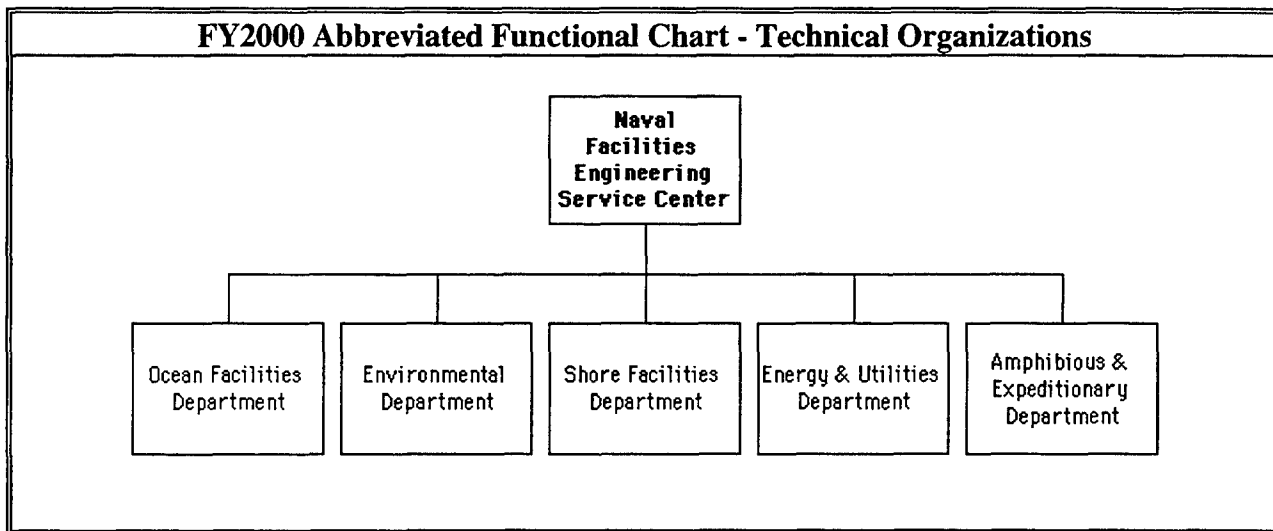 FY2000 Abbreviated Functional Chart - Technical Organizations
Naval
Facilities
Engineering
Service Center
Ocean Facilities
Department
Environmental
Department
Shore Facilities
Department
Energy & Utilities
Department
Amphibious &
Expeditionary
Department